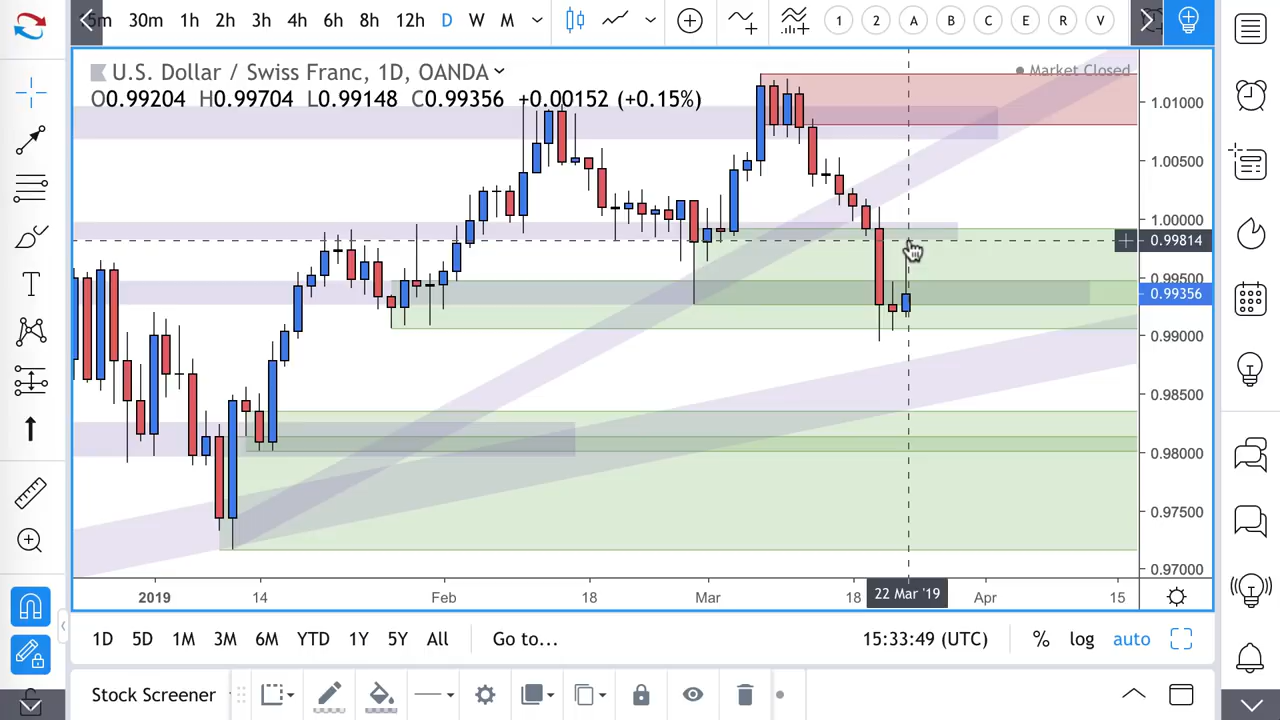 5m 30m 1h 2h 3h 4h 6h 8h 12h D W M 1 2 A B C E R V
U.S. Dollar / Swiss Franc, 1D, OANDA
Market Closed
O0.99204 H0.99704 L0.99148 C0.99356 +0.00152 (+0.15%)
1.01000
1.00500
1.00000
0.99814
0.99500
0.99356
0.99000
0.98500
0.98000
0.97500
0.97000
2019 14 Feb 18 Mar 18 22 Mar '19 Apr 15
1D 5D 1M 3M 6M YTD 1Y 5Y All Go to... 15:33:49 (UTC) % log auto
T
Stock Screener